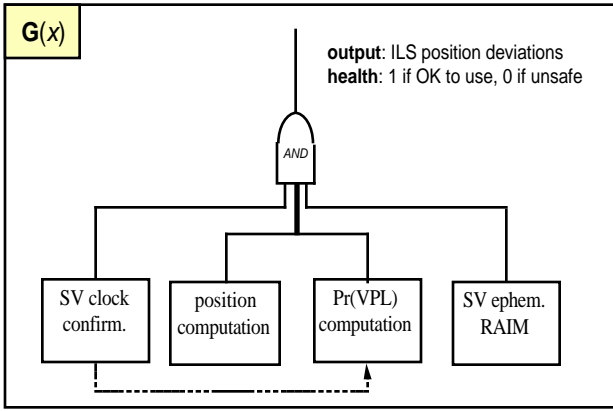 G(x)
output: ILS position deviations
health: 1 if OK to use, 0 if unsafe
AND
SV clock
confirm.
position
computation
Pr(VPL)
computation
SV ephem.
RAIM